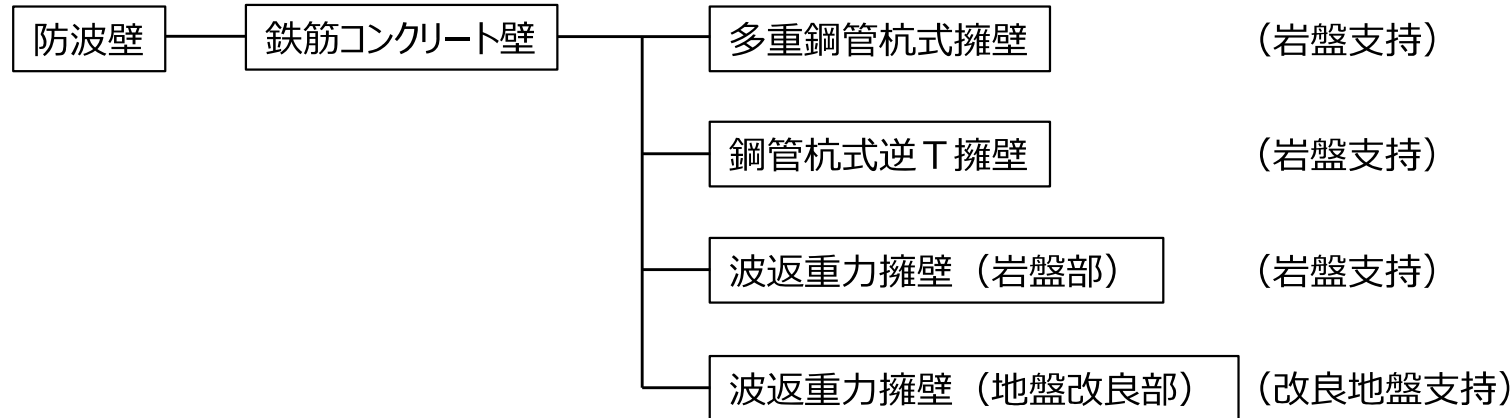 防波壁
鉄筋コンクリート壁
多重鋼管杭式擁壁
（岩盤支持）
鋼管杭式逆Ｔ擁壁
（岩盤支持）
波返重力擁壁（岩盤部）
（岩盤支持）
波返重力擁壁（地盤改良部）
（改良地盤支持）